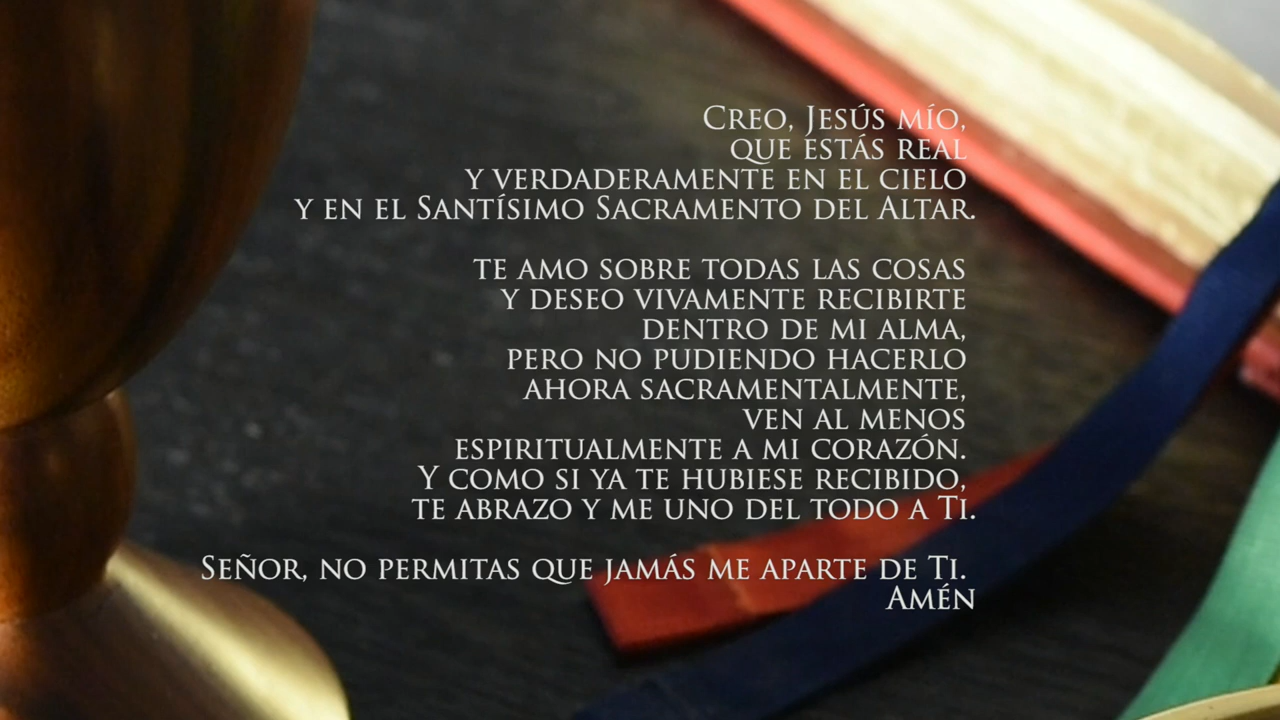 Creo, Jesús mío,
que estás real
y verdaderamente en el cielo
y en el Santísimo Sacramento del Altar.
te amo sobre todas las cosas
y deseo vivamente recibirte
dentro de mi alma,
pero no pudiendo hacerlo
ahora sacramentalmente,
ven al menos
espiritualmente a mi corazón.
Y como si ya te hubiese recibido,
te abrazo y me uno del todo a Ti.
Señor, no permitas que jamás me aparte de Ti.
Amén